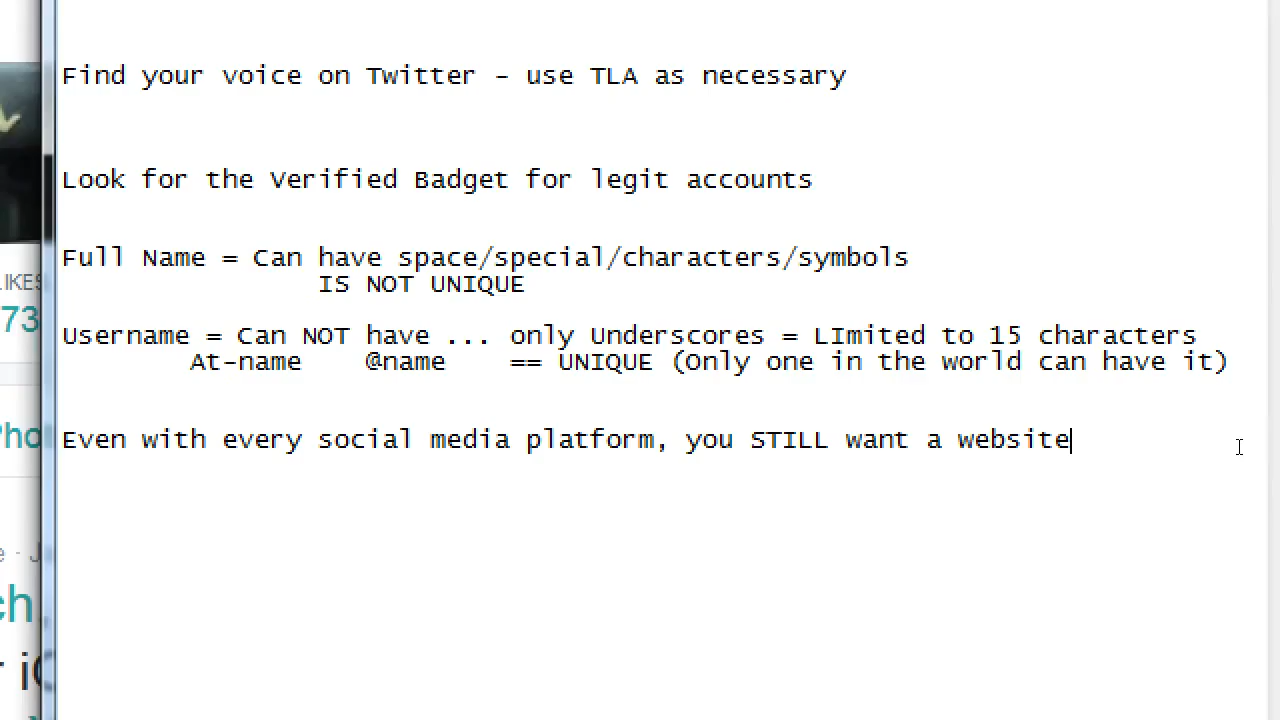 Find your voice on Twitter - use TLA as necessary
Look for the Verified Badget for legit accounts
Full Name = Can have space/special/characters/symbols
IS NOT UNIQUE
Username = Can NOT have ... only Underscores = LImited to 15 characters
At-name @name == UNIQUE (Only one in the world can have it)
Even with every social media platform, you STILL want a website
73